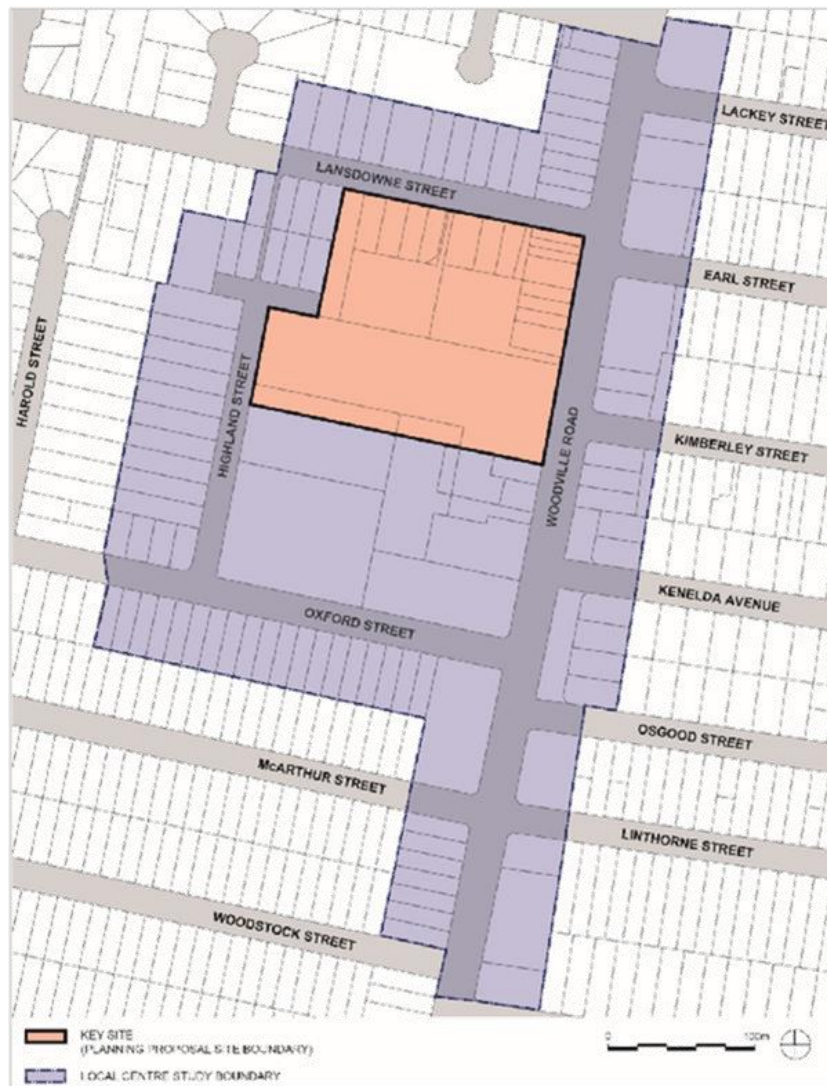 LACKEY STREET
LANSDOWNE STREET
EARL STREET
HAROLD STREET
HIGHLAND STREET
WOODVILLE ROAD
KIMBERLEY STREET
KENELDA AVENUE
OXFORD STREET
OSGOOD STREET
McARTHUR STREET
LINTHORNE STREET
WOODSTOCK STREET
KEY SITE
(PLANNING PROPOSAL SITE BOUNDARY)
LOCAL CENTRE STUDY BOUNDARY
0
100m